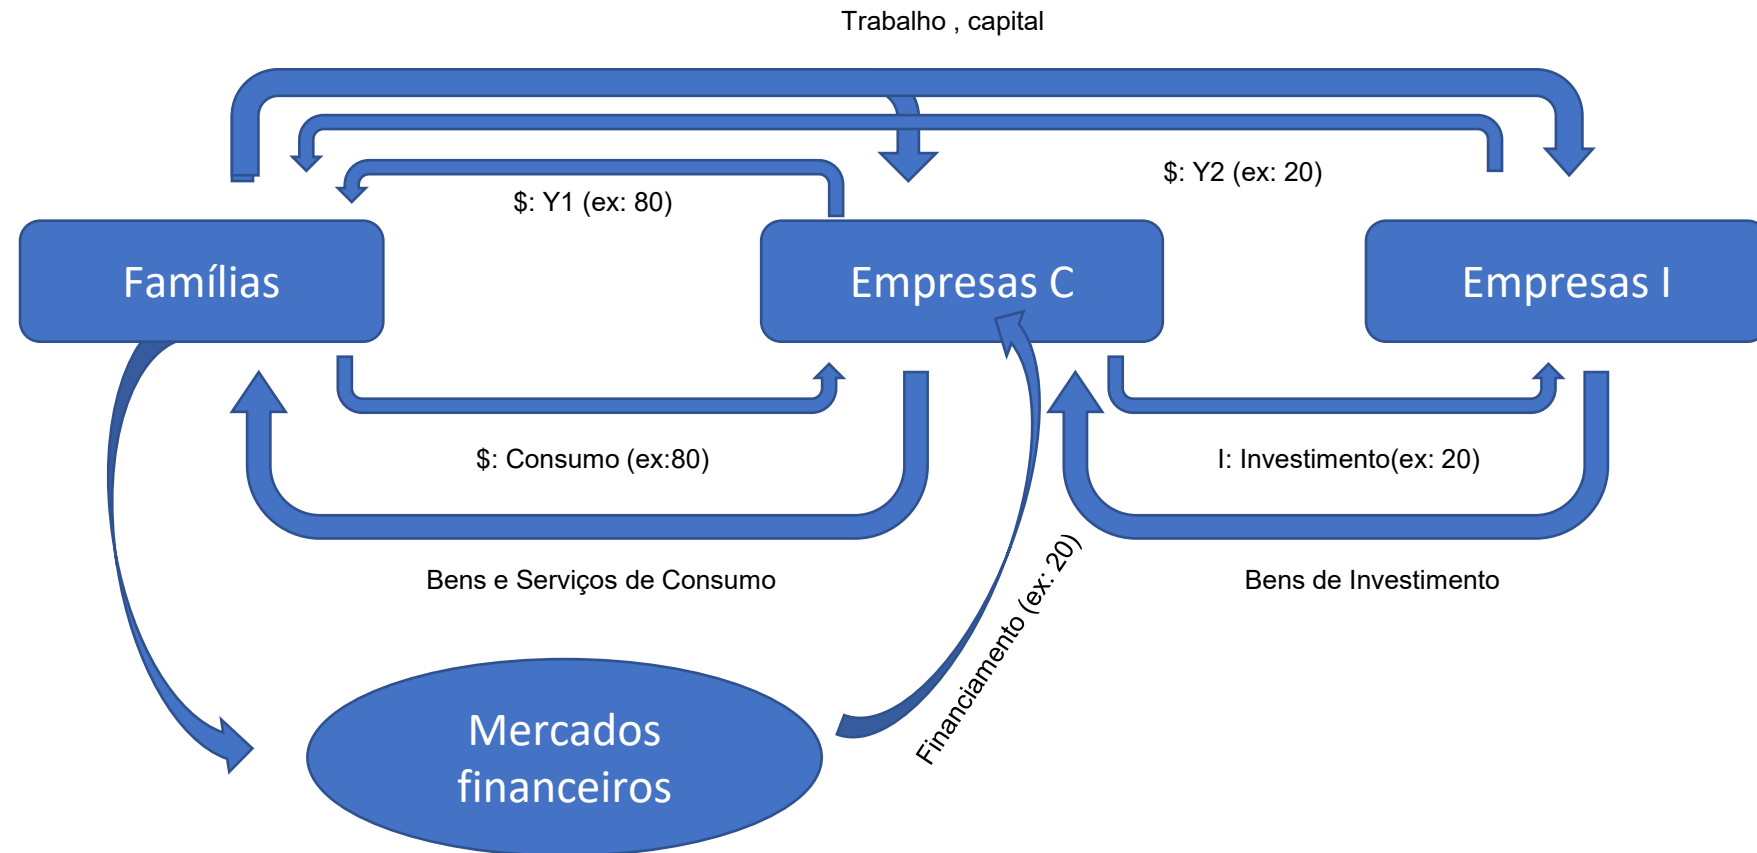 Trabalho , capital
$: Y2 (ex: 20)
$: Y1 (ex: 80)
Famílias
Empresas C
Empresas I
$: Consumo (ex:80)
I: Investimento(ex: 20)
Bens e Serviços de Consumo
Bens de Investimento
Financiamento (ex: 20)
Mercados
financeiros